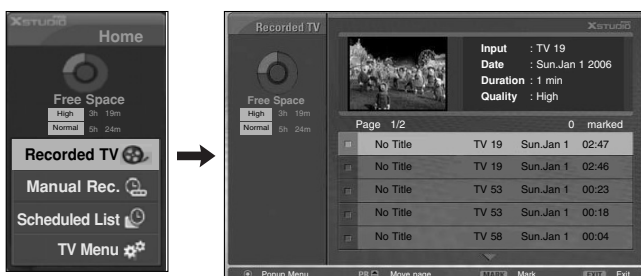 XSTUDIO
Home
Free Space
High 3h 19m
Normal 5h 24m
Recorded TV
Manual Rec.
Scheduled List
TV Menu
Recorded TV
XSTUDIO
Free Space
High 3h 19m
Normal 5h 24m
Input : TV 19
Date : Sun.Jan 1 2006
Duration : 1 min
Quality : High
Page 1/2 0 marked
No Title TV 19 Sun.Jan 1 02:47
No Title TV 19 Sun.Jan 1 02:46
No Title TV 53 Sun.Jan 1 00:23
No Title TV 53 Sun.Jan 1 00:18
No Title TV 58 Sun.Jan 1 00:04
Popup Menu PR Move page MARK Mark EXIT Exit